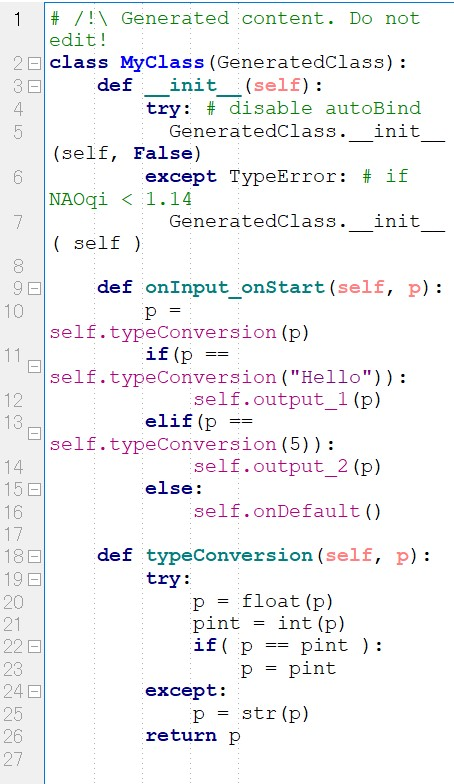 1 # /!\ Generated content. Do not
edit!
2 class MyClass(GeneratedClass):
3 def __init__(self):
4 try: # disable autoBind
5 GeneratedClass.__init__
(self, False)
6 except TypeError: # if
NAOqi < 1.14
7 GeneratedClass.__init__
( self )
8
9 def onInput_onStart(self, p):
10 p =
self.typeConversion(p)
11 if(p ==
self.typeConversion("Hello")):
12 self.output_1(p)
13 elif(p ==
self.typeConversion(5)):
14 self.output_2(p)
15 else:
16 self.onDefault()
17
18 def typeConversion(self, p):
19 try:
20 p = float(p)
21 pint = int(p)
22 if( p == pint ):
23 p = pint
24 except:
25 p = str(p)
26 return p
27